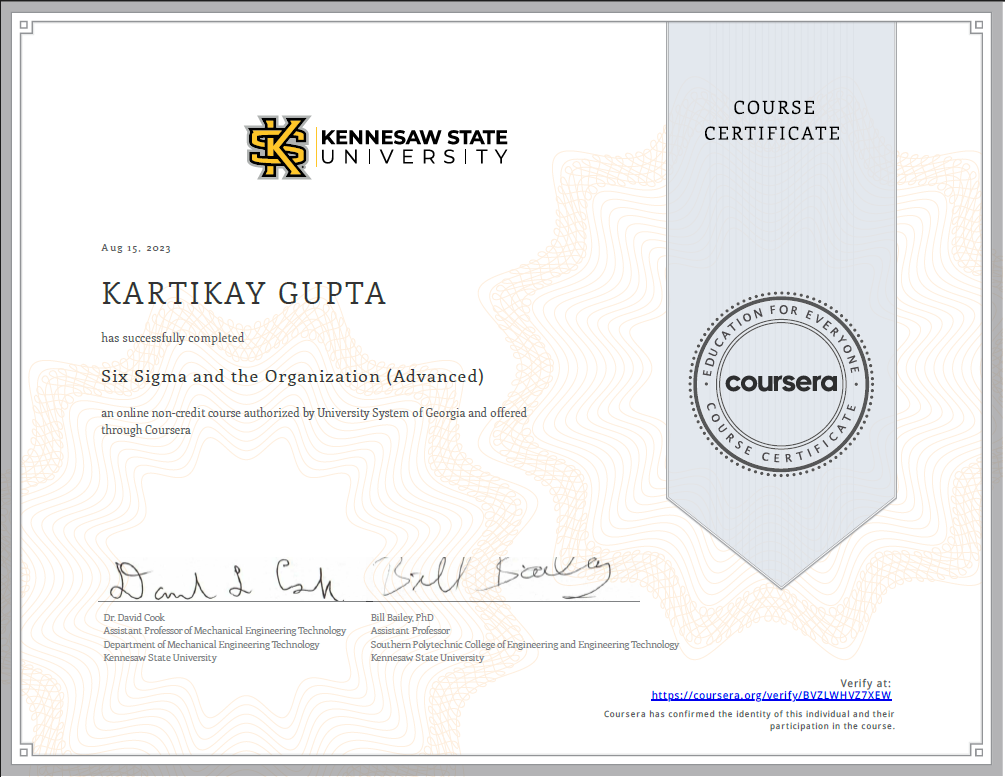 COURSE
CERTIFICATE
KS
KENNESAW STATE
UNIVERSITY
Aug 15, 2023
KARTIKAY GUPTA
has successfully completed
Six Sigma and the Organization (Advanced)
an online non-credit course authorized by University System of Georgia and offered
through Coursera
EDUCATION FOR EVERYONE
coursera
COURSE CERTIFICATE
David L Cook
Bill Bailey
Dr. David Cook
Assistant Professor of Mechanical Engineering Technology
Department of Mechanical Engineering Technology
Kennesaw State University
Bill Bailey, PhD
Assistant Professor
Southern Polytechnic College of Engineering and Engineering Technology
Kennesaw State University
Verify at:
https://coursera.org/verify/BVZLWHVZ7XEW
Coursera has confirmed the identity of this individual and their
participation in the course.